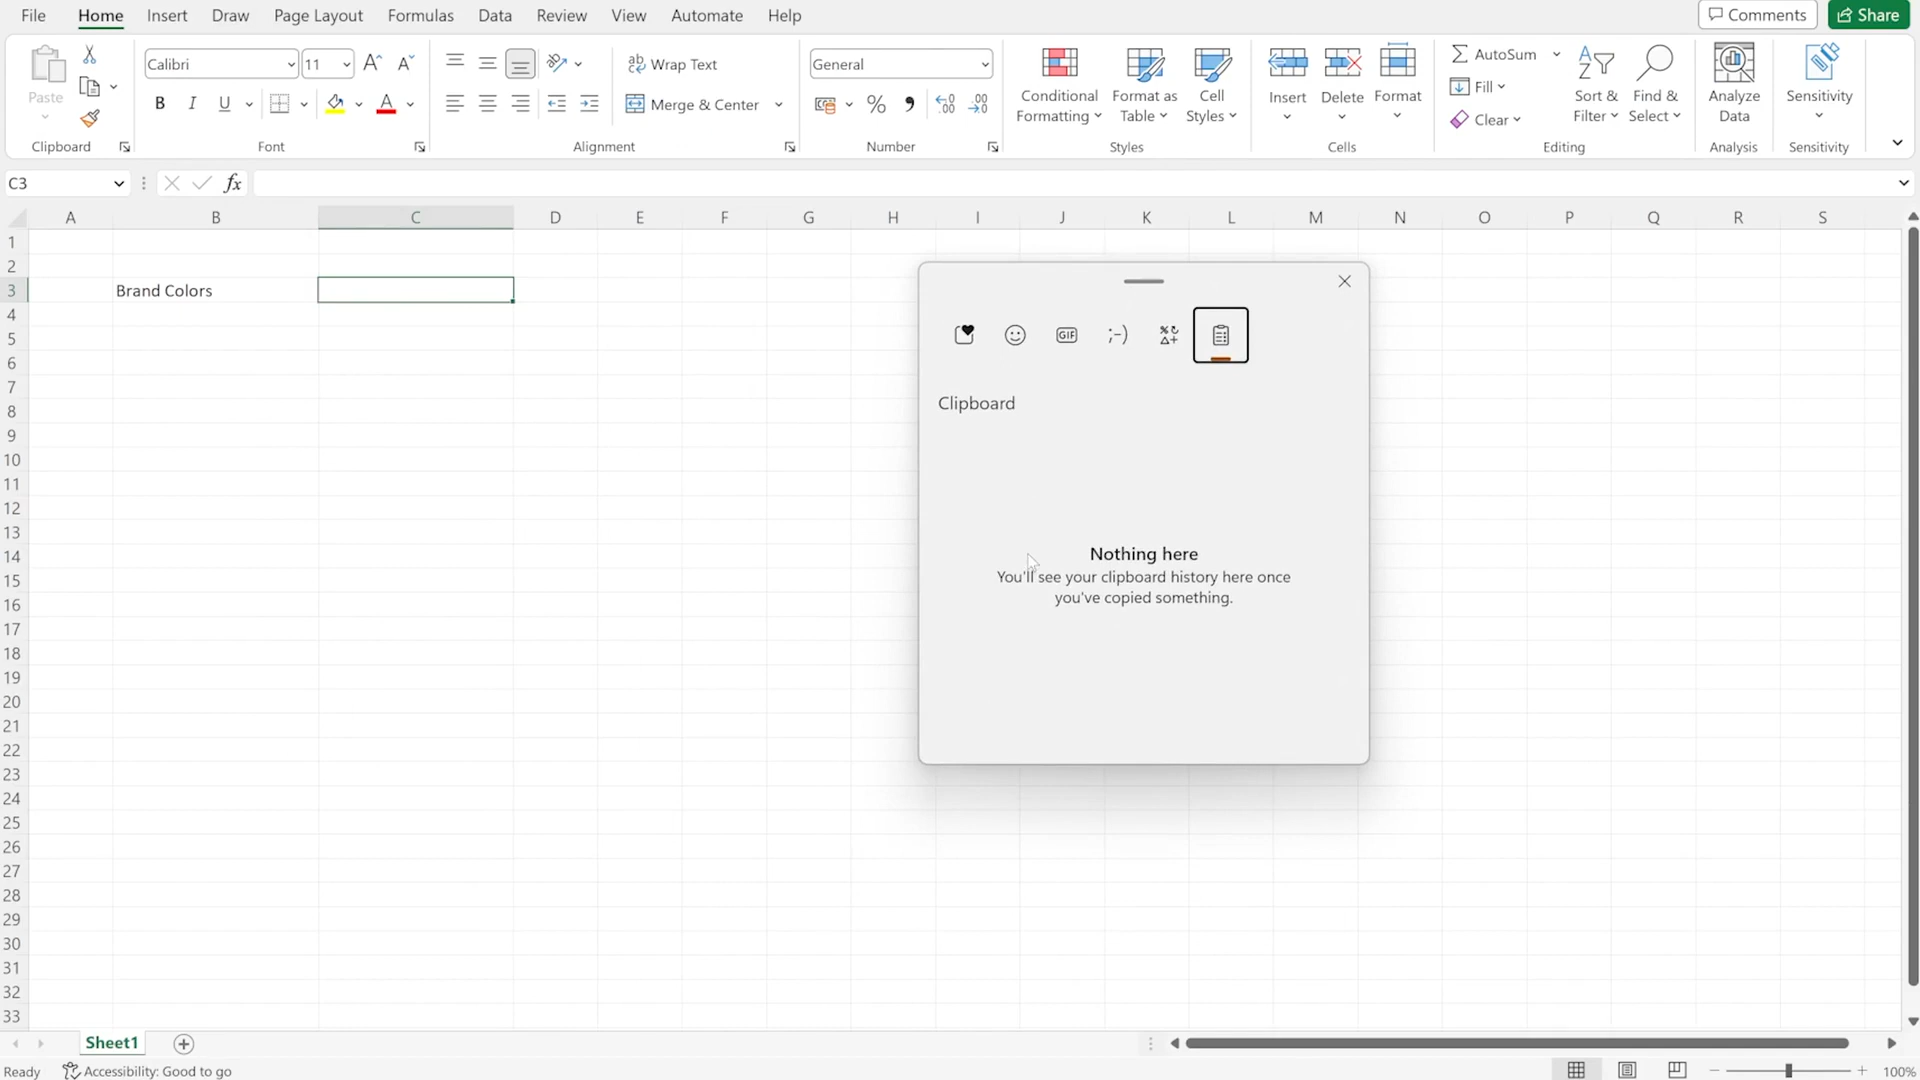 File Home Insert Draw Page Layout Formulas Data Review View Automate Help Comments Share
Calibri 11 Wrap Text General AutoSum
Paste Conditional Format as Cell Insert Delete Format Fill Sort & Find & Analyze Sensitivity
B I U A Merge & Center % Formatting Table Styles Clear Filter Select Data
Clipboard Font Alignment Number Styles Cells Editing Analysis Sensitivity
C3 fx
A B C D E F G H I J K L M N O P Q R S
1
2
3 Brand Colors
4
5 GIF ;-)
6
7
8 Clipboard
9
10
11
12
13
14 Nothing here
15 You'll see your clipboard history here once
16 you've copied something.
17
18
19
20
21
22
23
24
25
26
27
28
29
30
31
32
33
Sheet1
Ready Accessibility: Good to go 100%